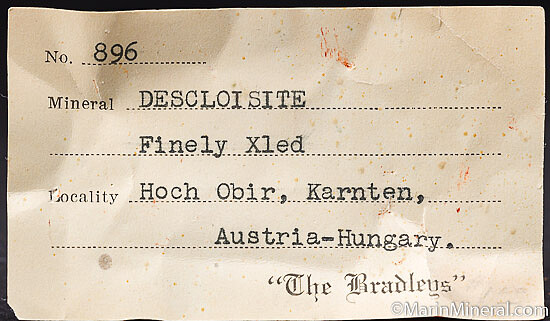 No. 896
Mineral DESCLOISITE
Finely Xled
Locality Hoch Obir, Karnten,
Austria-Hungary.
"The Bradleys"
©MarinMineral.com